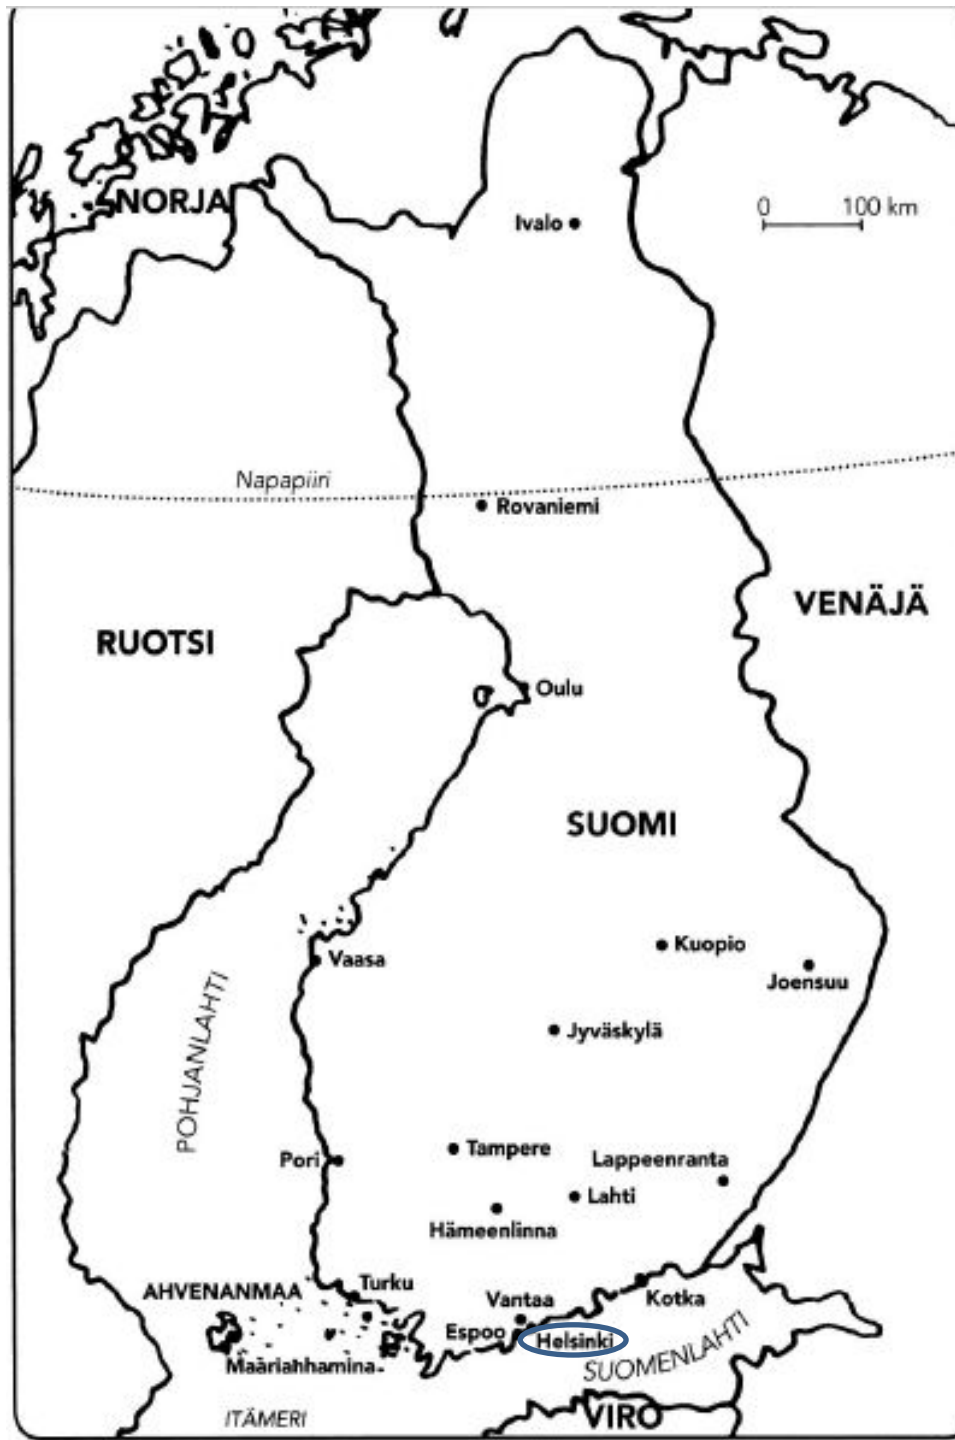 NORJA
Ivalo
0 100 km
Napapiiri
Rovaniemi
RUOTSI
VENÄJÄ
Oulu
SUOMI
Vaasa
Kuopio
Joensuu
POHJANLAHTI
Jyväskylä
Pori
Tampere
Lappeenranta
Lahti
Hämeenlinna
AHVENANMAA
Turku
Vantaa
Kotka
Espoo
Helsinki
Maarianhamina
SUOMENLAHTI
ITÄMERI
VIRO